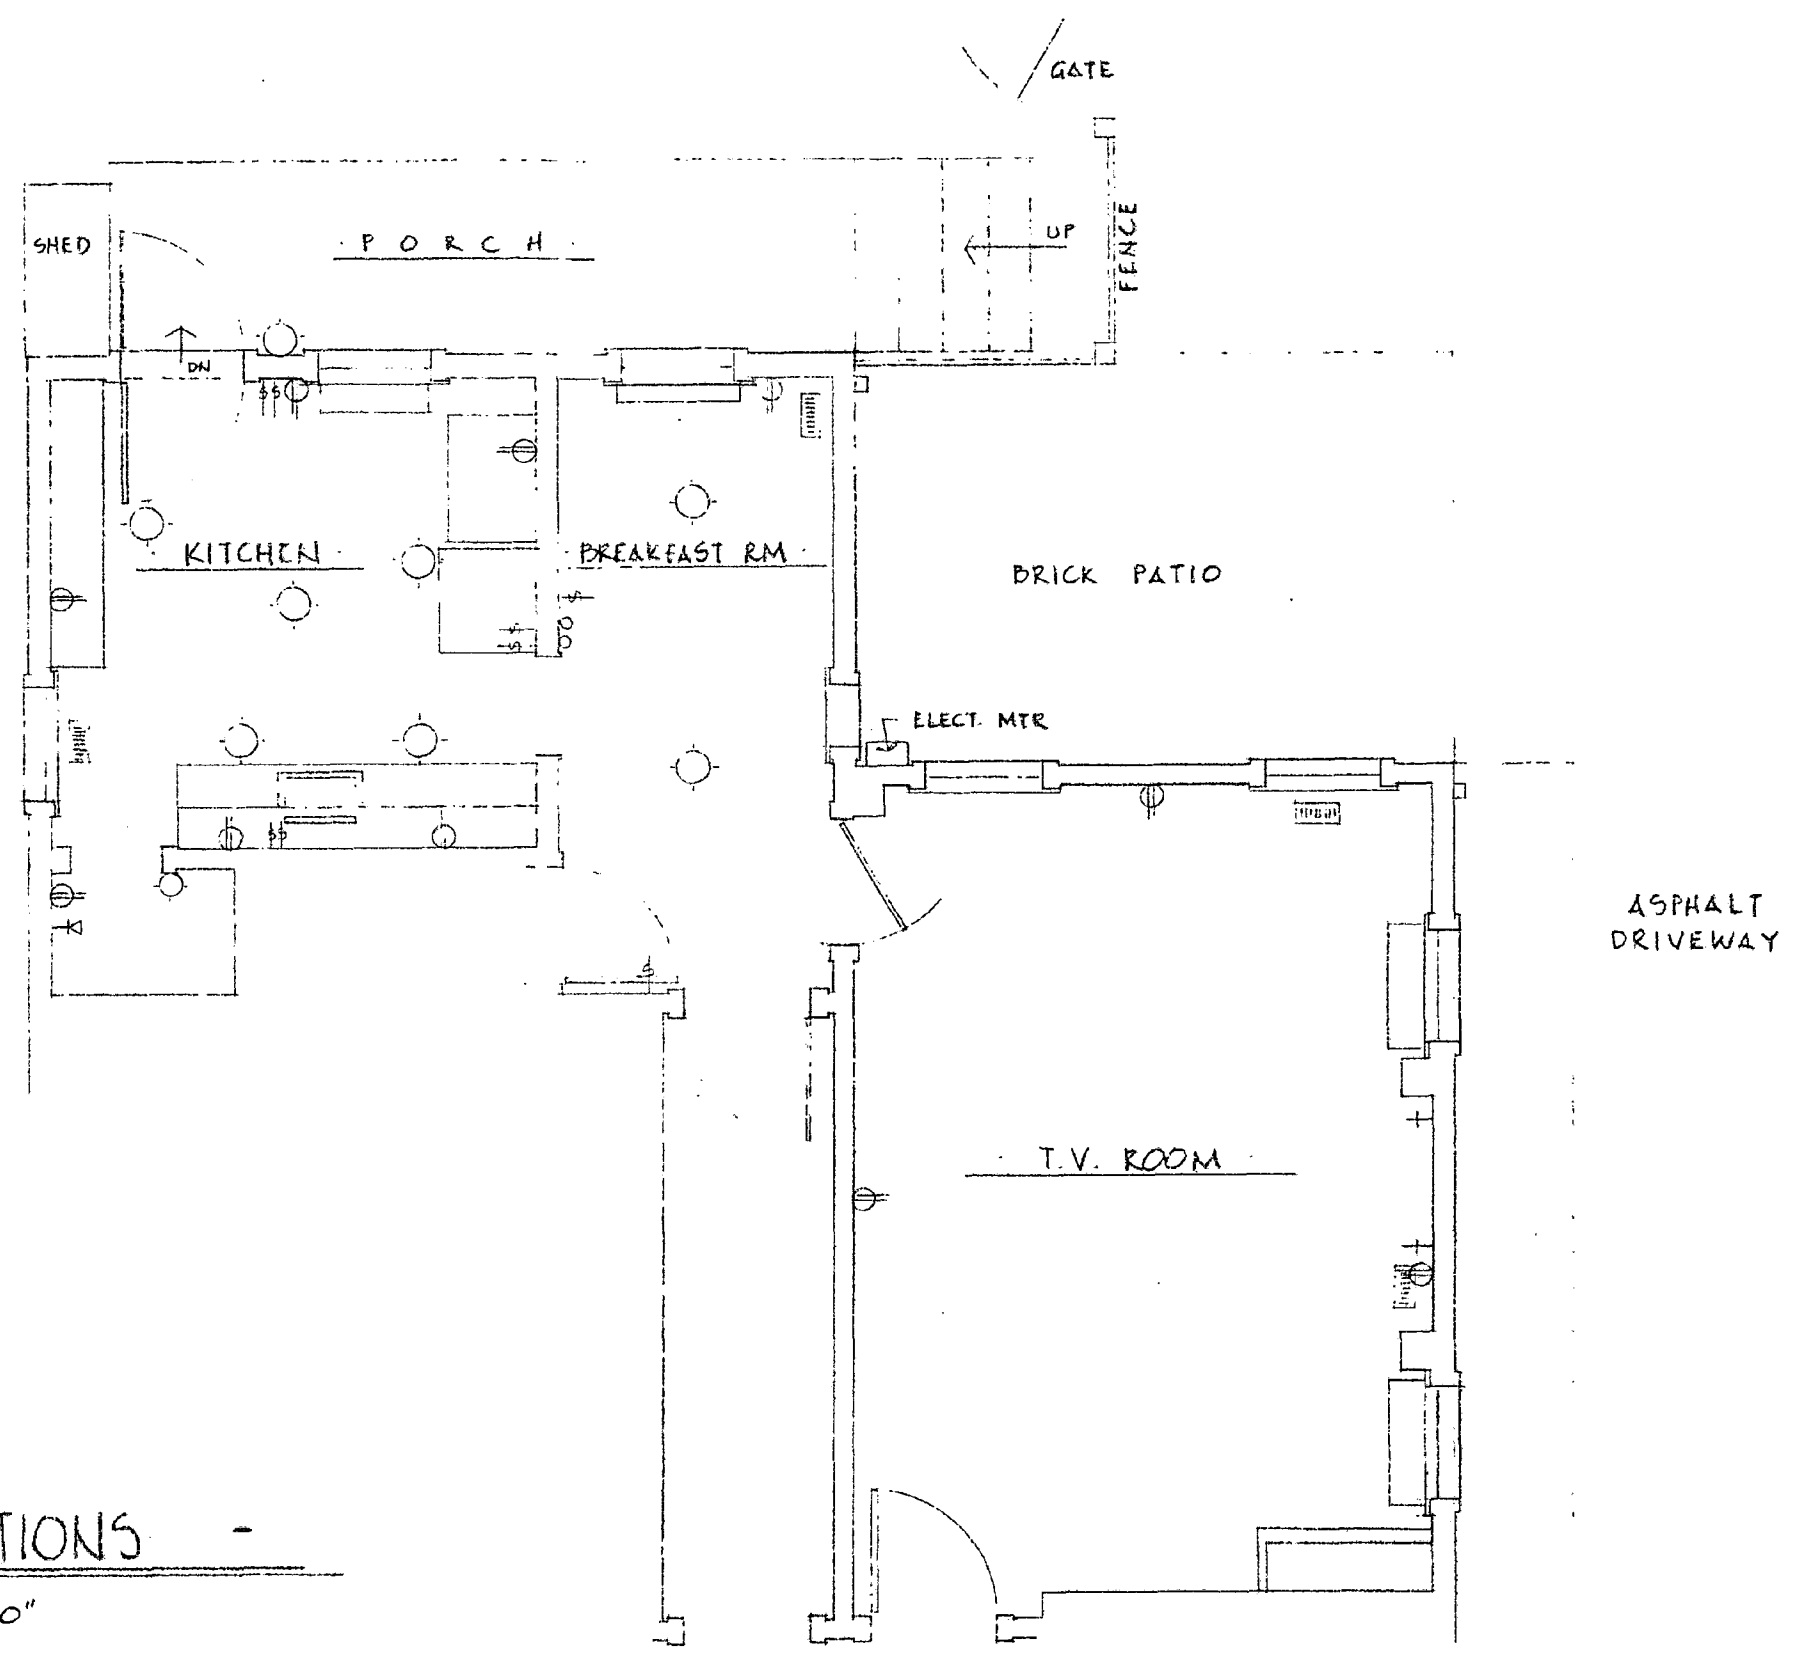 GATE
SHED
PORCH
UP
FENCE
DN
KITCHEN
BREAKFAST RM
BRICK PATIO
ELECT. MTR
ASPHALT
DRIVEWAY
T.V. ROOM
TIONS -
0"